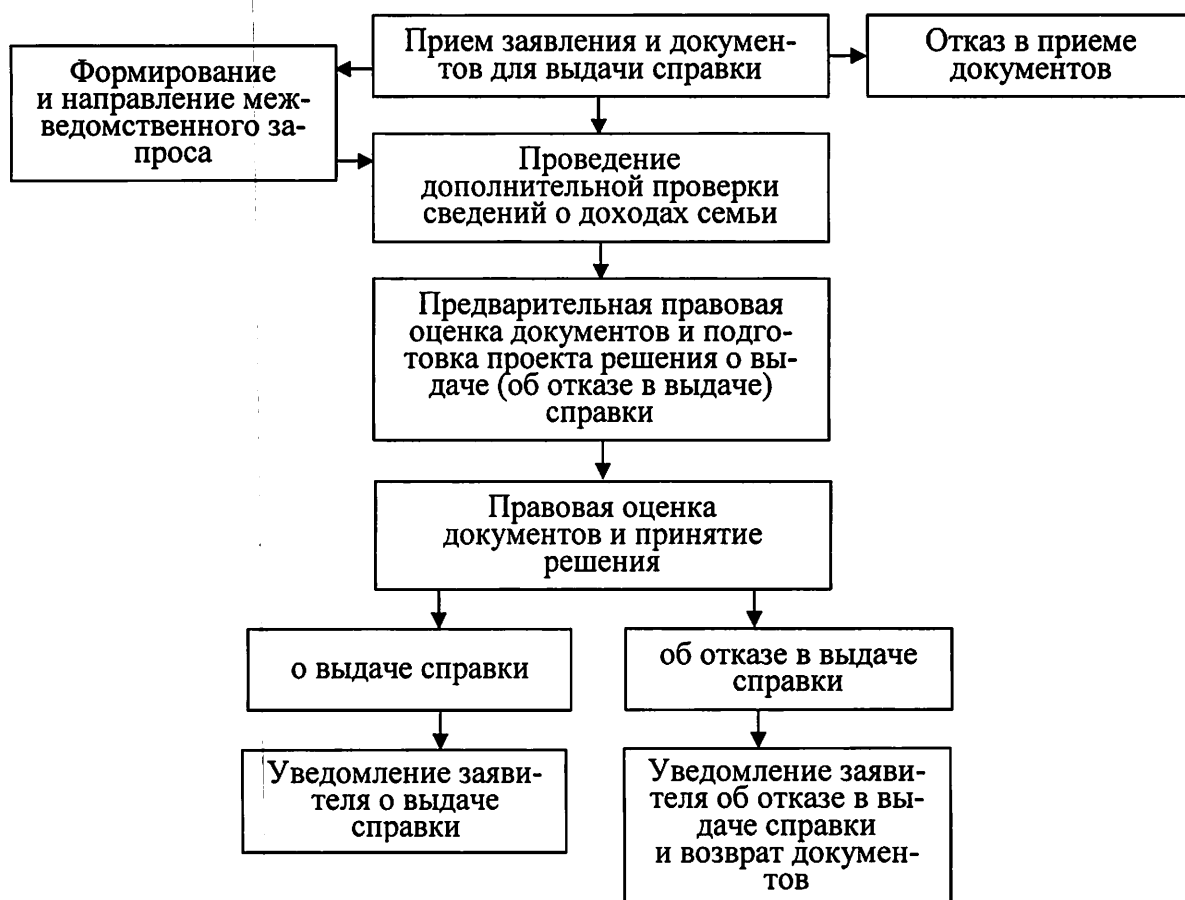 Прием заявления и докумен-
тов для выдачи справки
Отказ в приеме
документов
Формирование
и направление меж-
ведомственного за-
проса
Проведение
дополнительной проверки
сведений о доходах семьи
Предварительная правовая
оценка документов и подго-
товка проекта решения о вы-
даче (об отказе в выдаче)
справки
Правовая оценка
документов и принятие
решения
о выдаче справки
об отказе в выдаче
справки
Уведомление заяви-
теля о выдаче
справки
Уведомление заяви-
теля об отказе в вы-
даче справки
и возврат докумен-
тов